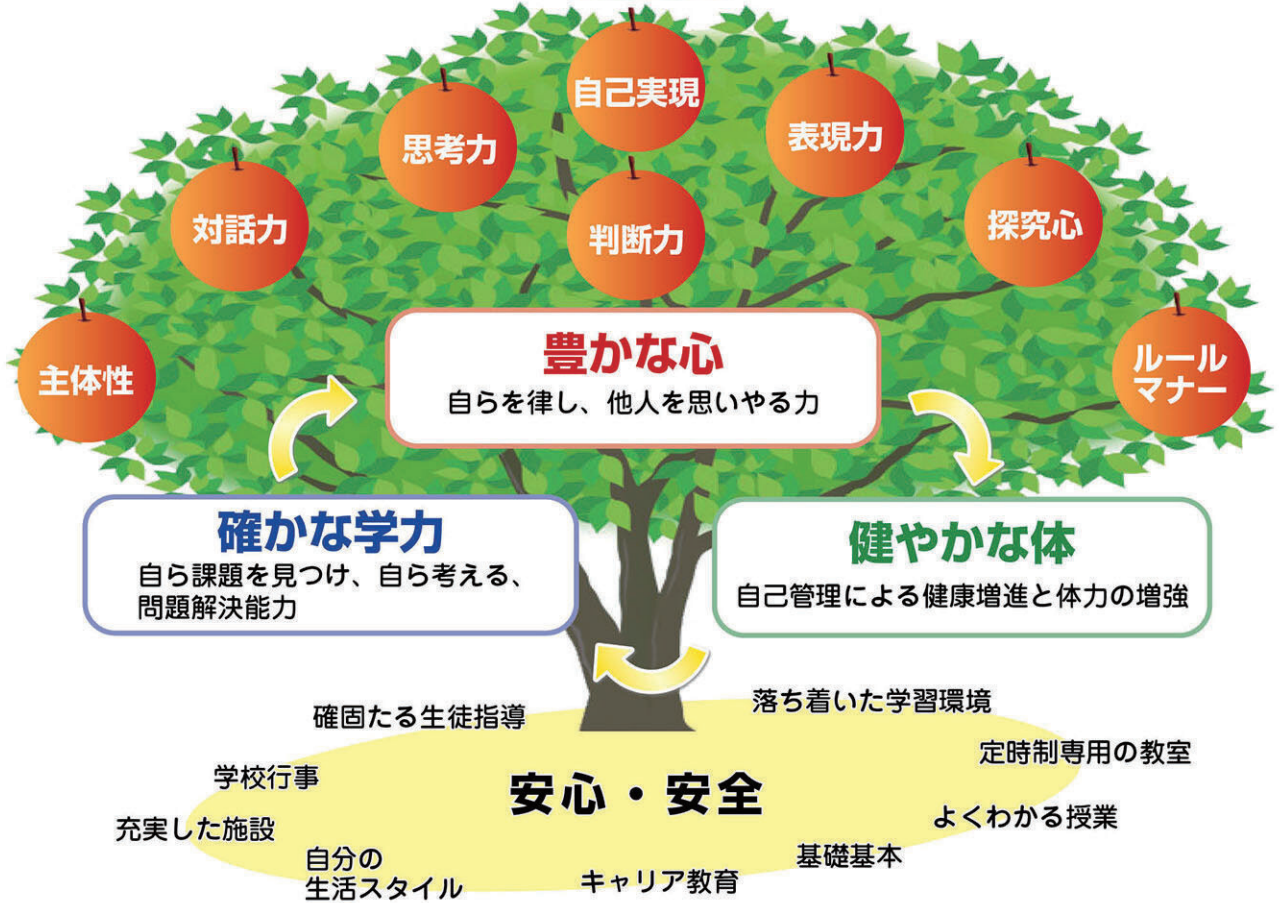 自己実現
思考力
表現力
対話力
判断力
探究心
主体性
ルール
マナー
豊かな心
自らを律し、他人を思いやる力
確かな学力
自ら課題を見つけ、自ら考える、
問題解決能力
健やかな体
自己管理による健康増進と体力の増強
確固たる生徒指導
落ち着いた学習環境
学校行事
定時制専用の教室
安心・安全
充実した施設
よくわかる授業
自分の
生活スタイル
キャリア教育
基礎基本